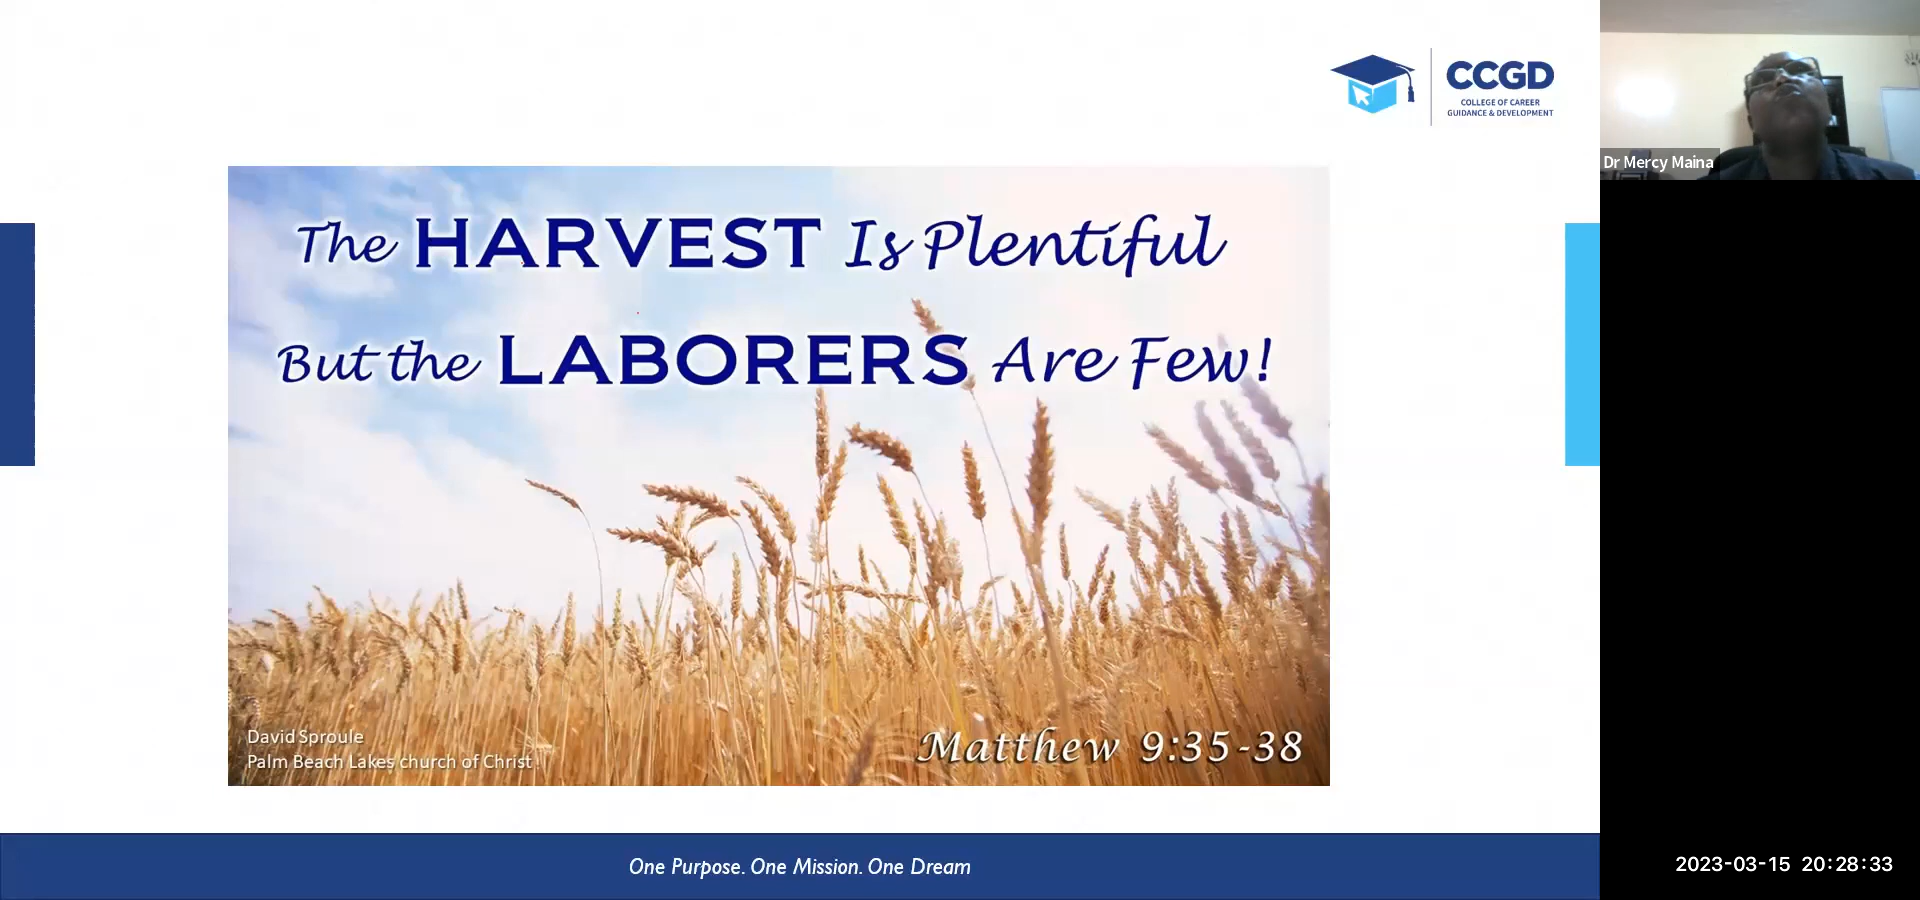 CCGD
COLLEGE OF CAREER
GUIDANCE & DEVELOPMENT
Dr Mercy Maina
The HARVEST Is Plentiful
But the LABORERS Are Few!
David Sproule
Palm Beach Lakes church of Christ
Matthew 9:35-38
One Purpose. One Mission. One Dream
2023-03-15 20:28:33